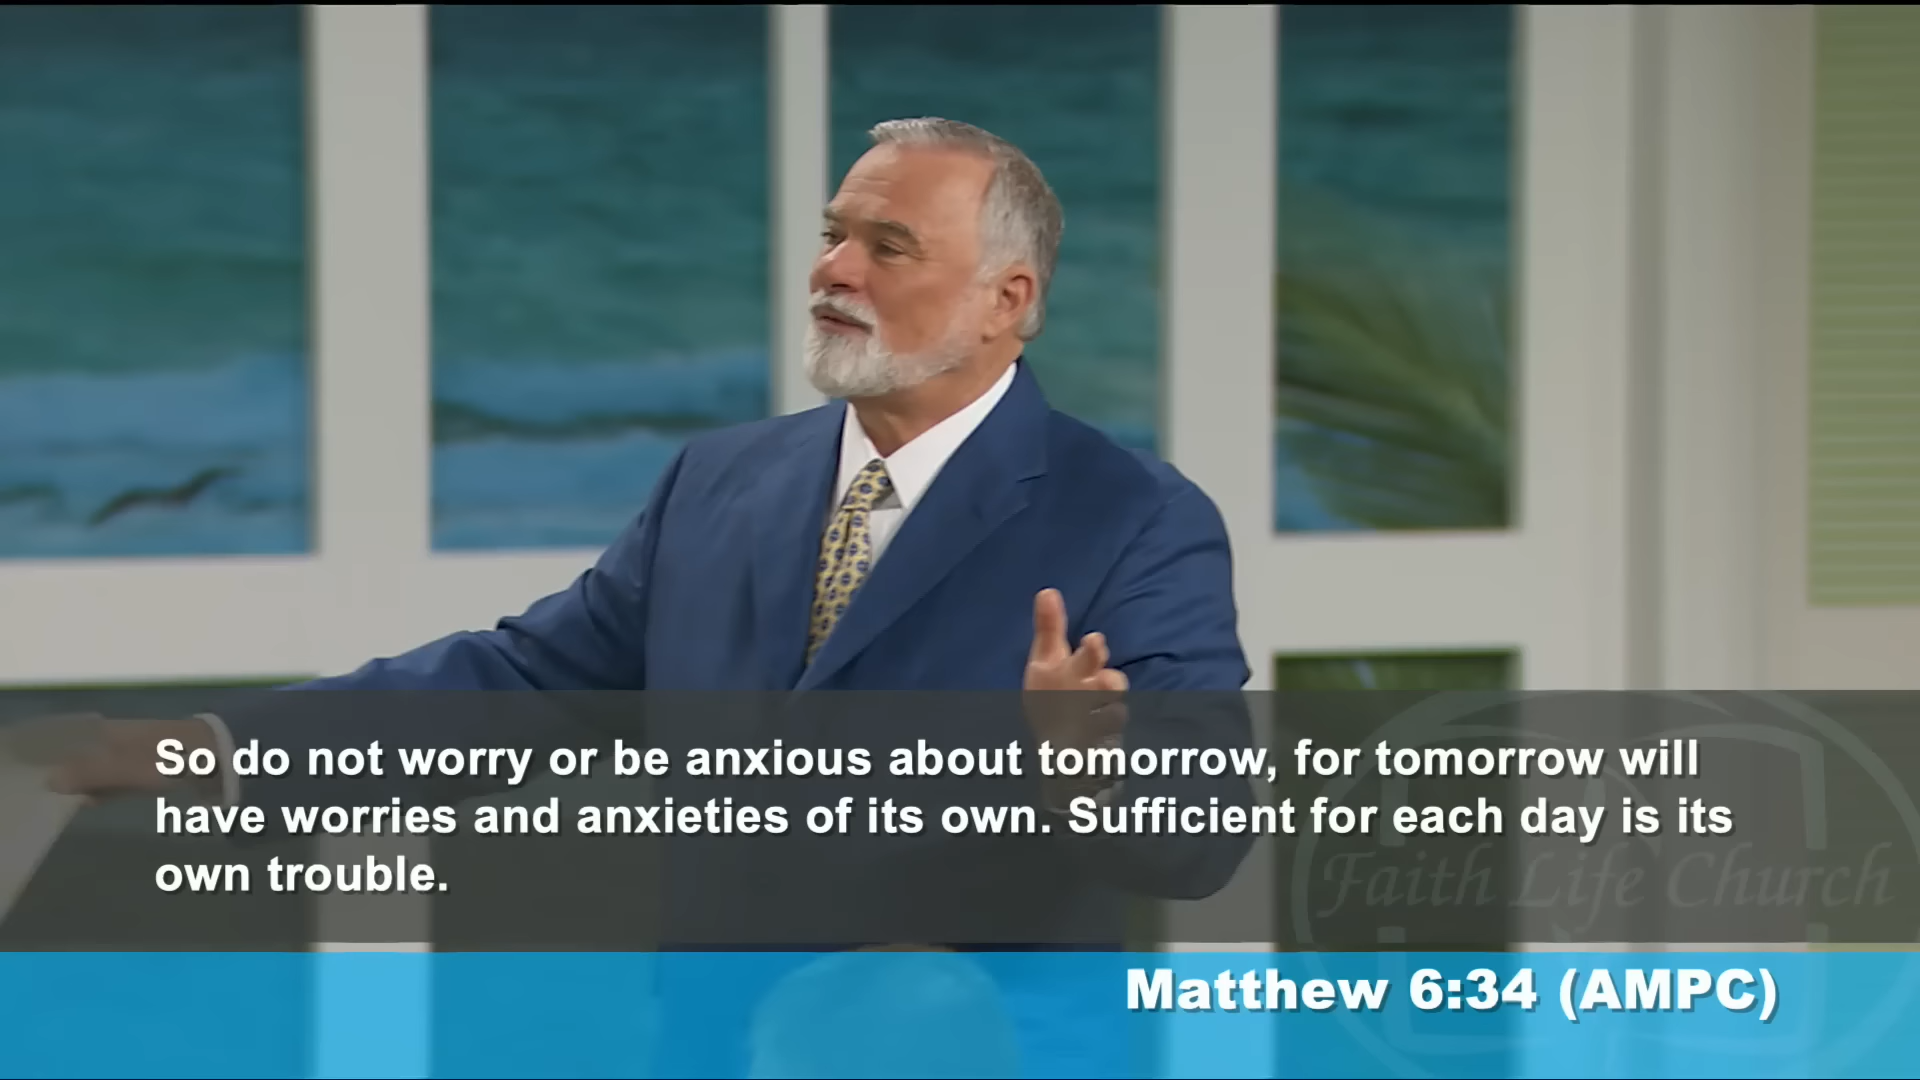 So do not worry or be anxious about tomorrow, for tomorrow will
have worries and anxieties of its own. Sufficient for each day is its
own trouble.
Faith Life Church
Matthew 6:34 (AMPC)